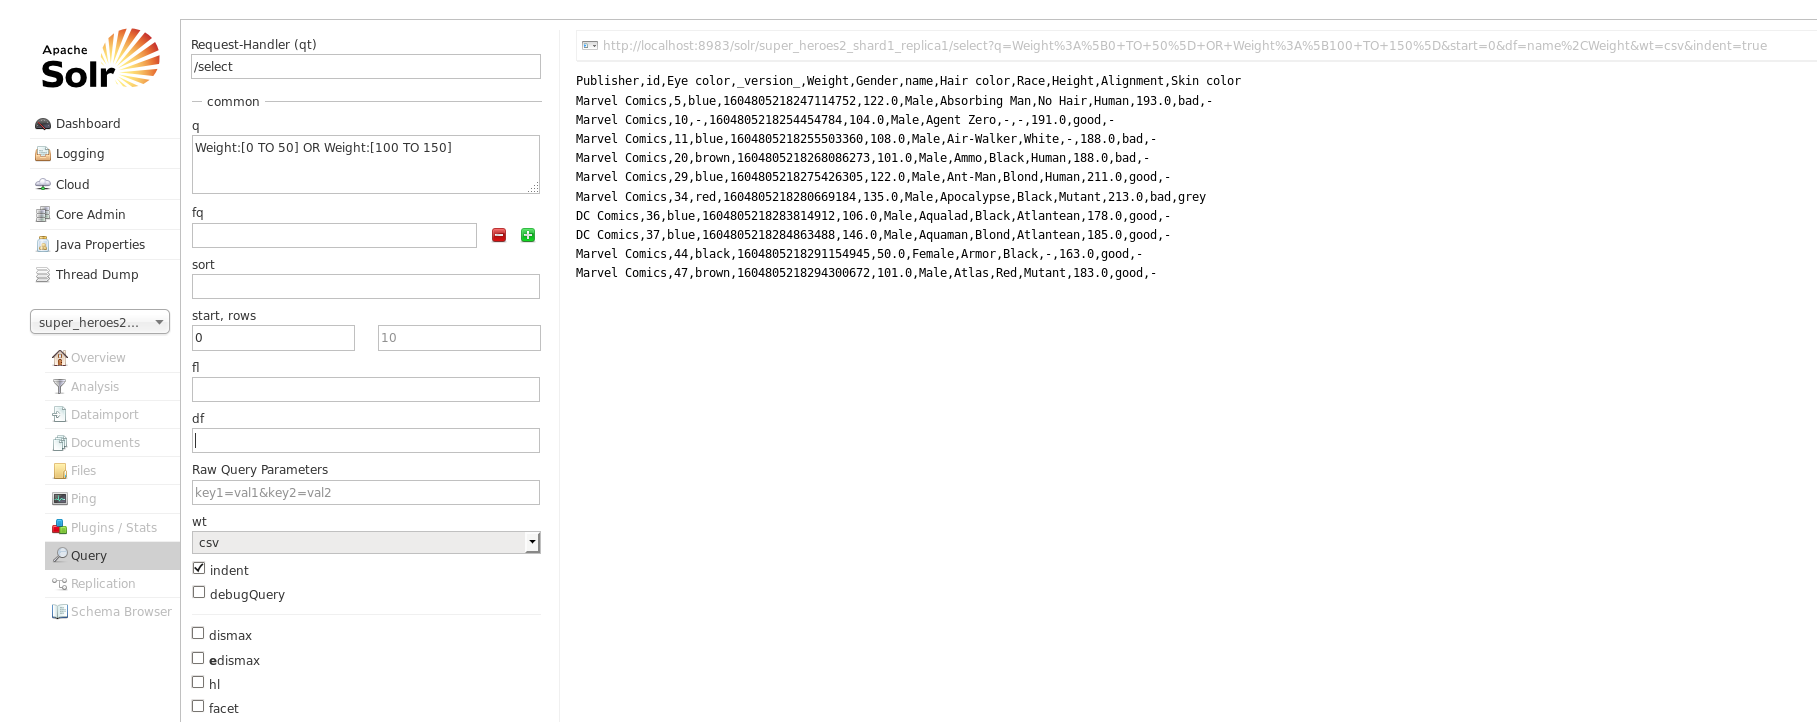 Apache
Solr
Dashboard
Logging
Cloud
Core Admin
Java Properties
Thread Dump
super_heroes2...
Overview
Analysis
Dataimport
Documents
Files
Ping
Plugins / Stats
Query
Replication
Schema Browser
Request-Handler (qt)
/select
common
q
Weight:[0 TO 50] OR Weight:[100 TO 150]
fq
sort
start, rows
0 10
fl
df
Raw Query Parameters
key1=val1&key2=val2
wt
csv
indent
debugQuery
dismax
edismax
hl
facet
http://localhost:8983/solr/super_heroes2_shard1_replica1/select?q=Weight%3A%5B0+TO+50%5D+OR+Weight%3A%5B100+TO+150%5D&start=0&df=name%2CWeight&wt=csv&indent=true
Publisher,id,Eye color,_version_,Weight,Gender,name,Hair color,Race,Height,Alignment,Skin color
Marvel Comics,5,blue,1604805218247114752,122.0,Male,Absorbing Man,No Hair,Human,193.0,bad,-
Marvel Comics,10,-,1604805218254454784,104.0,Male,Agent Zero,-,-,191.0,good,-
Marvel Comics,11,blue,1604805218255503360,108.0,Male,Air-Walker,White,-,188.0,bad,-
Marvel Comics,20,brown,1604805218268086273,101.0,Male,Ammo,Black,Human,188.0,bad,-
Marvel Comics,29,blue,1604805218275426305,122.0,Male,Ant-Man,Blond,Human,211.0,good,-
Marvel Comics,34,red,1604805218280669184,135.0,Male,Apocalypse,Black,Mutant,213.0,bad,grey
DC Comics,36,blue,1604805218283814912,106.0,Male,Aqualad,Black,Atlantean,178.0,good,-
DC Comics,37,blue,1604805218284863488,146.0,Male,Aquaman,Blond,Atlantean,185.0,good,-
Marvel Comics,44,black,1604805218291154945,50.0,Female,Armor,Black,-,163.0,good,-
Marvel Comics,47,brown,1604805218294300672,101.0,Male,Atlas,Red,Mutant,183.0,good,-